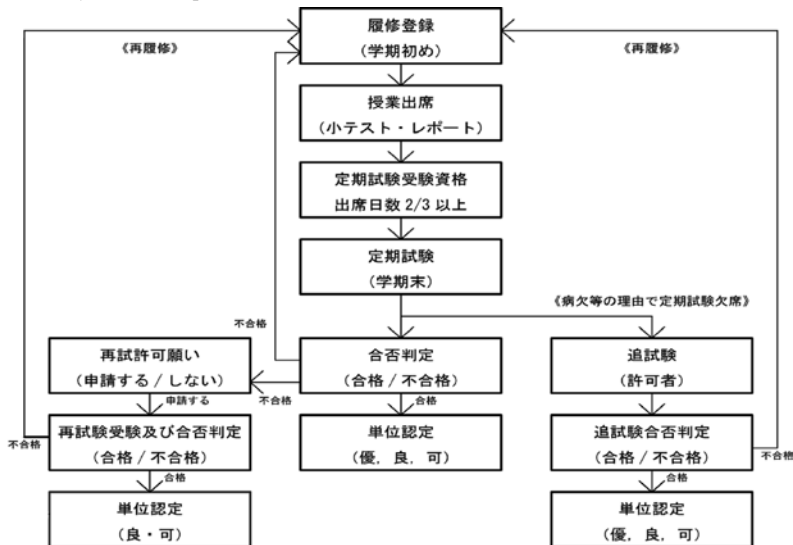 履修登録
(学期初め)
《再履修》
《再履修》
授業出席
(小テスト・レポート)
定期試験受験資格
出席日数 2/3 以上
定期試験
(学期末)
《病欠等の理由で定期試験欠席》
不合格
再試許可願い
(申請する / しない)
合否判定
(合格 / 不合格)
追試験
(許可者)
申請する
不合格
合格
不合格
再試験受験及び合否判定
(合格 / 不合格)
単位認定
(優, 良, 可)
追試験合否判定
(合格 / 不合格)
不合格
合格
合格
単位認定
(良・可)
単位認定
(優, 良, 可)